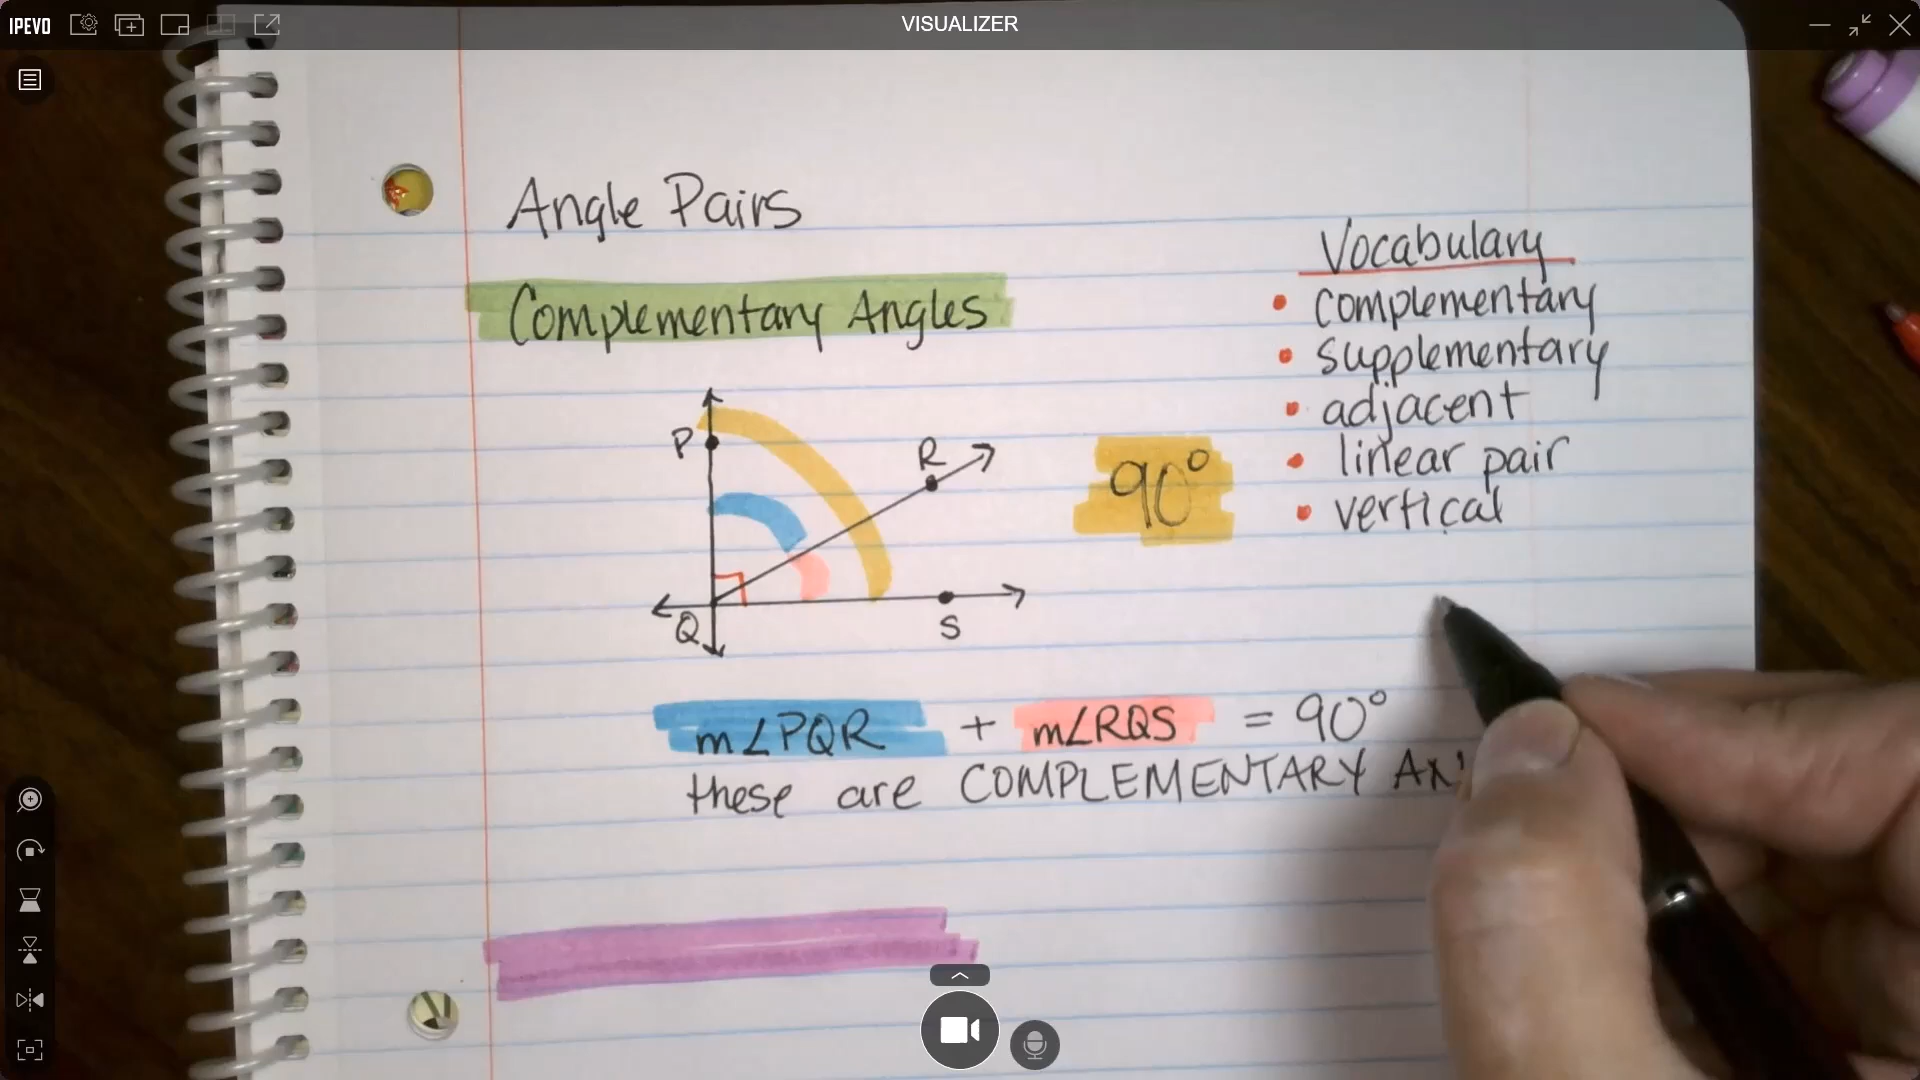 IPEVO
VISUALIZER
Angle Pairs
Complementary Angles
P
R
Q
S
90°
Vocabulary
• complementary
• supplementary
• adjacent
• linear pair
• vertical
m∠PQR + m∠RQS = 90°
these are COMPLEMENTARY